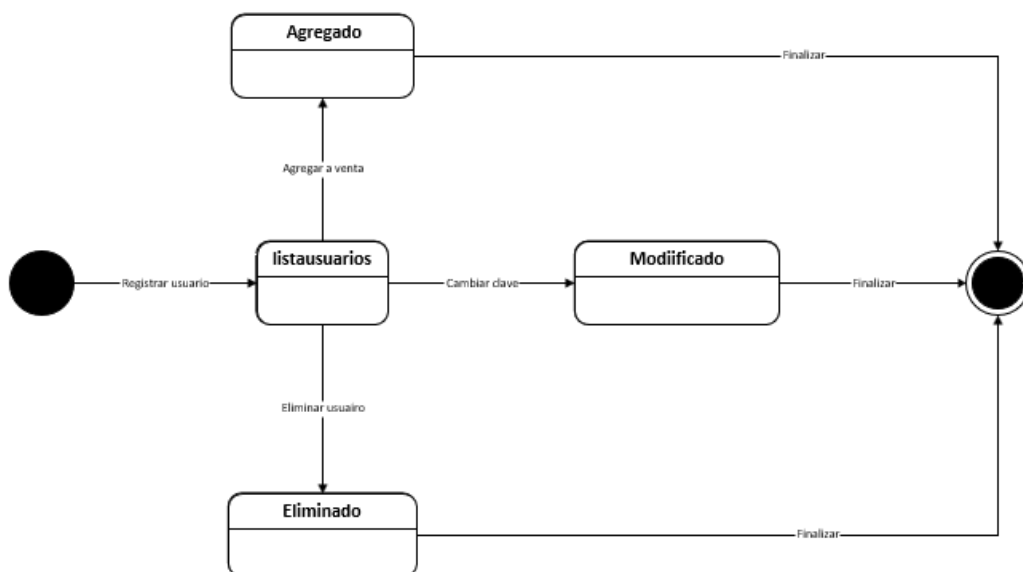 Agregado
Finalizar
Agregar a venta
Registrar usuario
listausuarios
Cambiar clave
Modiificado
Finalizar
Eliminar usuairo
Eliminado
Finalizar